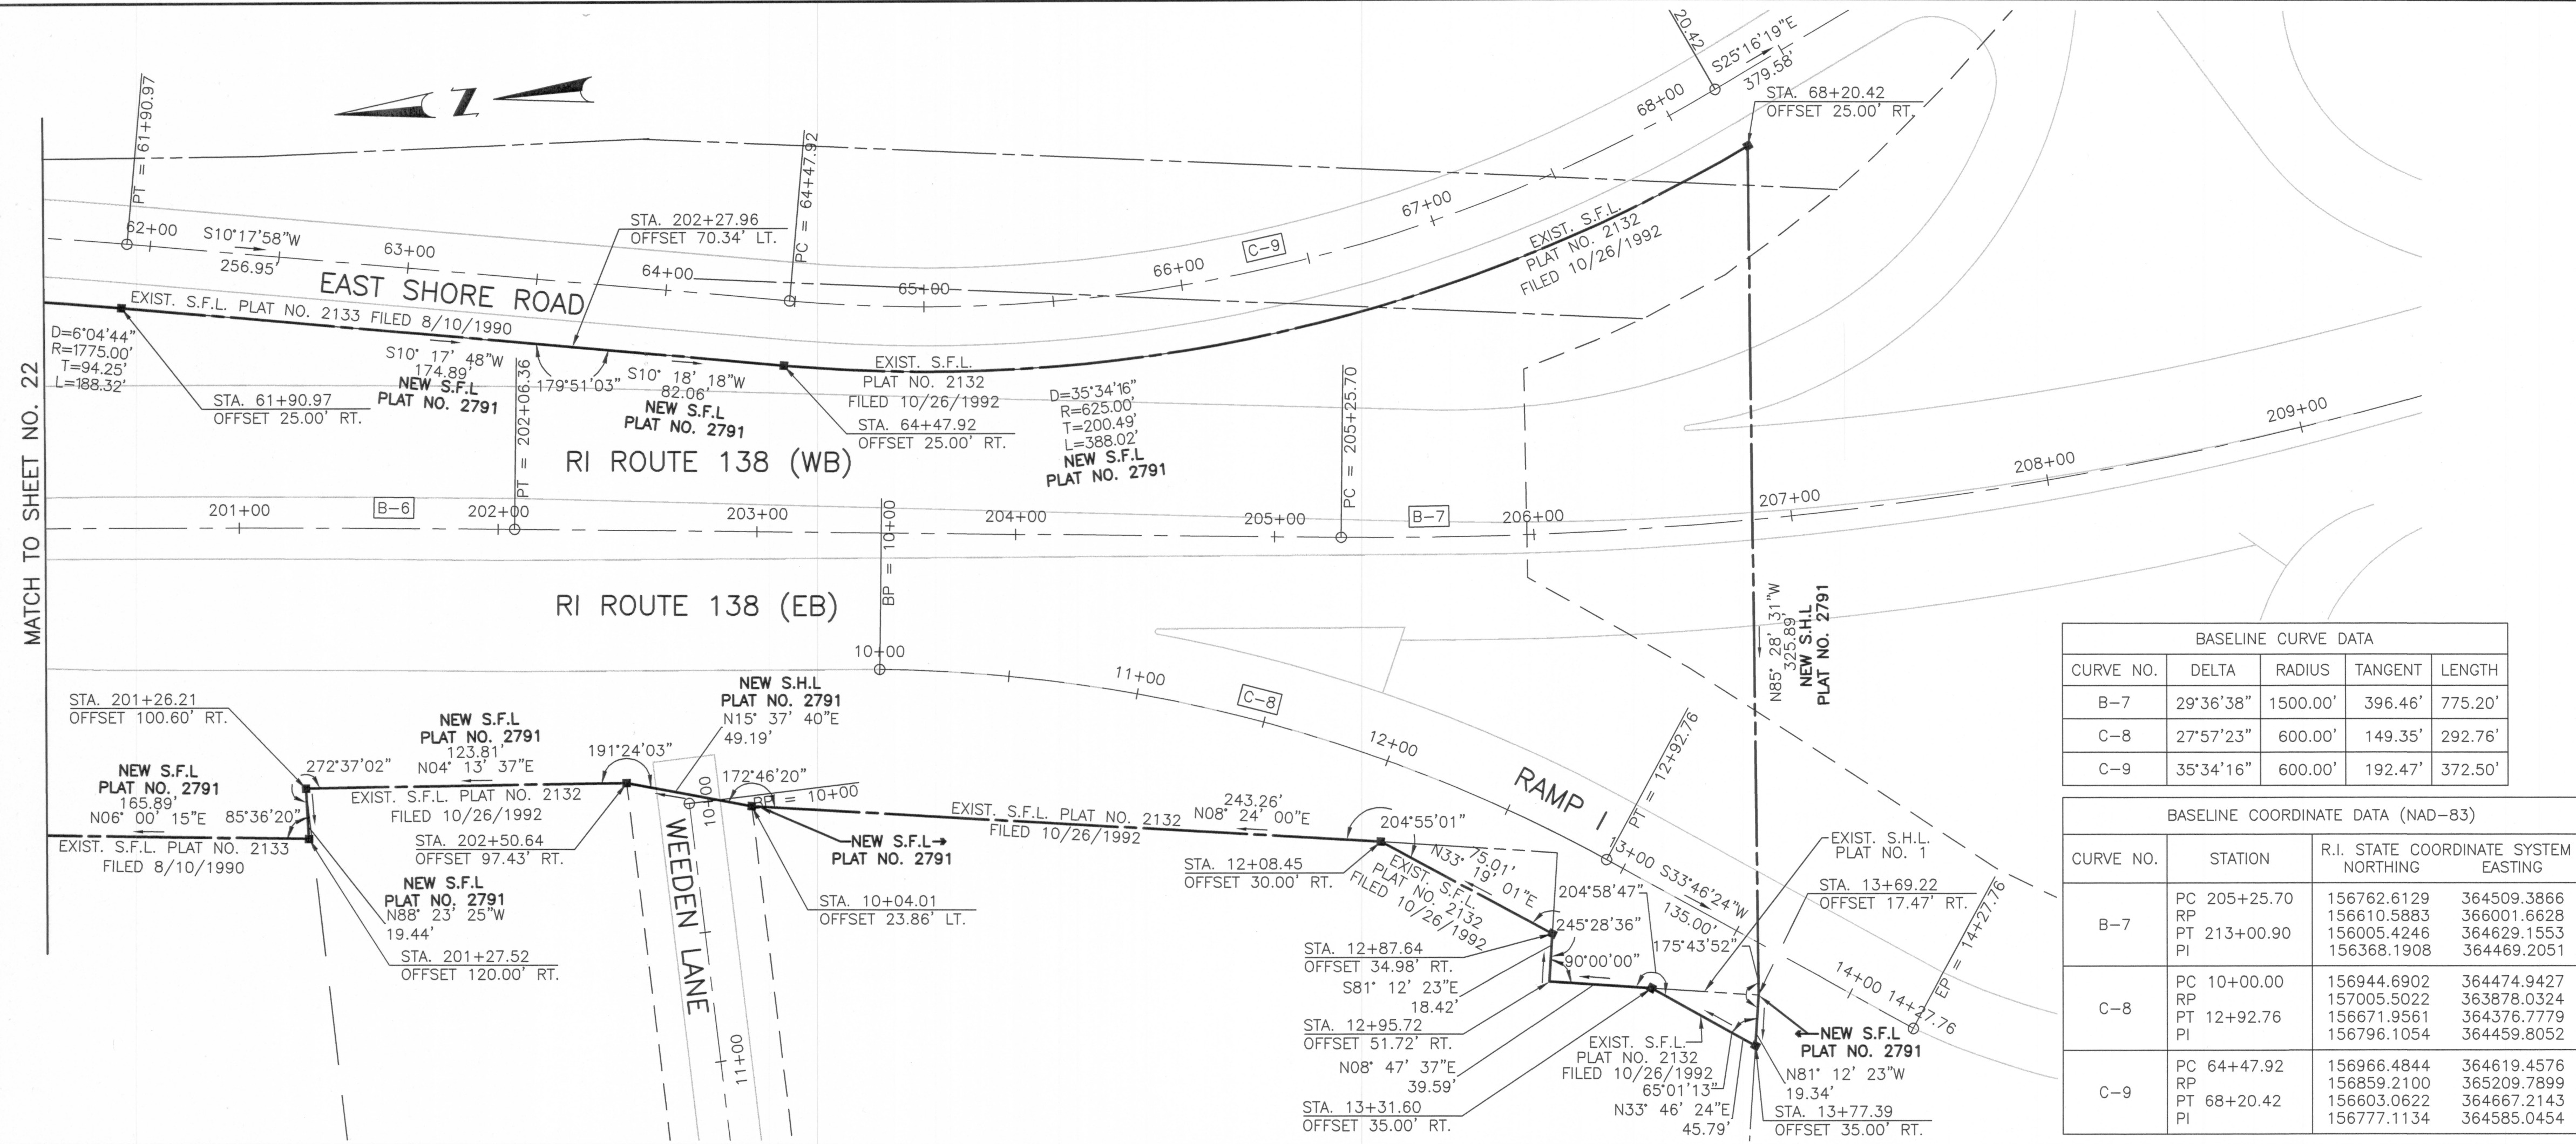 MATCH TO SHEET NO. 22
Z
PT = 61+90.97
62+00
S10°17'58"W
256.95'
63+00
EAST SHORE ROAD
STA. 202+27.96
OFFSET 70.34' LT.
64+00
PC = 64+47.92
65+00
66+00
C-9
67+00
68+00
20.42
S25°16'19"E
379.58'
STA. 68+20.42
OFFSET 25.00' RT.
EXIST. S.F.L.
PLAT NO. 2132
FILED 10/26/1992
EXIST. S.F.L. PLAT NO. 2133 FILED 8/10/1990
D=6°04'44"
R=1775.00'
T=94.25'
L=188.32'
STA. 61+90.97
OFFSET 25.00' RT.
S10° 17' 48"W
174.89'
NEW S.F.L
PLAT NO. 2791
179°51'03"
S10° 18' 18"W
82.06'
NEW S.F.L
PLAT NO. 2791
EXIST. S.F.L.
PLAT NO. 2132
FILED 10/26/1992
STA. 64+47.92
OFFSET 25.00' RT.
D=35°34'16"
R=625.00'
T=200.49'
L=388.02'
NEW S.F.L
PLAT NO. 2791
PT = 202+06.36
RI ROUTE 138 (WB)
PC = 205+25.70
201+00
B-6
202+00
203+00
BP = 10+00
204+00
205+00
B-7
206+00
207+00
208+00
209+00
RI ROUTE 138 (EB)
N85° 28' 31"W
325.89'
NEW S.H.L
PLAT NO. 2791
10+00
11+00
C-8
12+00
RAMP I
PT = 12+92.76
13+00
S33°46'24"W
135.00'
14+00
14+27.76
EP = 14+27.76
STA. 201+26.21
OFFSET 100.60' RT.
NEW S.F.L
PLAT NO. 2791
165.89'
N06° 00' 15"E
85°36'20"
272°37'02"
EXIST. S.F.L. PLAT NO. 2133
FILED 8/10/1990
NEW S.F.L
PLAT NO. 2791
123.81'
N04° 13' 37"E
EXIST. S.F.L. PLAT NO. 2132
FILED 10/26/1992
191°24'03"
NEW S.H.L
PLAT NO. 2791
N15° 37' 40"E
49.19'
172°46'20"
BP = 10+00
10+00
STA. 202+50.64
OFFSET 97.43' RT.
NEW S.F.L
PLAT NO. 2791
N88° 23' 25"W
19.44'
STA. 201+27.52
OFFSET 120.00' RT.
WEEDEN LANE
11+00
NEW S.F.L
PLAT NO. 2791
STA. 10+04.01
OFFSET 23.86' LT.
EXIST. S.F.L. PLAT NO. 2132
FILED 10/26/1992
243.26'
N08° 24' 00"E
204°55'01"
STA. 12+08.45
OFFSET 30.00' RT.
75.01'
N33° 19' 01"E
EXIST. S.F.L.
PLAT NO. 2132
FILED 10/26/1992
204°58'47"
245°28'36"
90°00'00"
175°43'52"
EXIST. S.H.L.
PLAT NO. 1
STA. 13+69.22
OFFSET 17.47' RT.
STA. 12+87.64
OFFSET 34.98' RT.
S81° 12' 23"E
18.42'
STA. 12+95.72
OFFSET 51.72' RT.
N08° 47' 37"E
39.59'
STA. 13+31.60
OFFSET 35.00' RT.
EXIST. S.F.L.
PLAT NO. 2132
FILED 10/26/1992
65°01'13"
N33° 46' 24"E
45.79'
NEW S.F.L
PLAT NO. 2791
N81° 12' 23"W
19.34'
STA. 13+77.39
OFFSET 35.00' RT.
BASELINE CURVE DATA
CURVE NO. DELTA RADIUS TANGENT LENGTH
B-7 29°36'38" 1500.00' 396.46' 775.20'
C-8 27°57'23" 600.00' 149.35' 292.76'
C-9 35°34'16" 600.00' 192.47' 372.50'
BASELINE COORDINATE DATA (NAD-83)
CURVE NO. STATION R.I. STATE COORDINATE SYSTEM
NORTHING EASTING
B-7
PC 205+25.70 156762.6129 364509.3866
RP 156610.5883 366001.6628
PT 213+00.90 156005.4246 364629.1553
PI 156368.1908 364469.2051
C-8
PC 10+00.00 156944.6902 364474.9427
RP 157005.5022 363878.0324
PT 12+92.76 156671.9561 364376.7779
PI 156796.1054 364459.8052
C-9
PC 64+47.92 156966.4844 364619.4576
RP 156859.2100 365209.7899
PT 68+20.42 156603.0622 364667.2143
PI 156777.1134 364585.0454